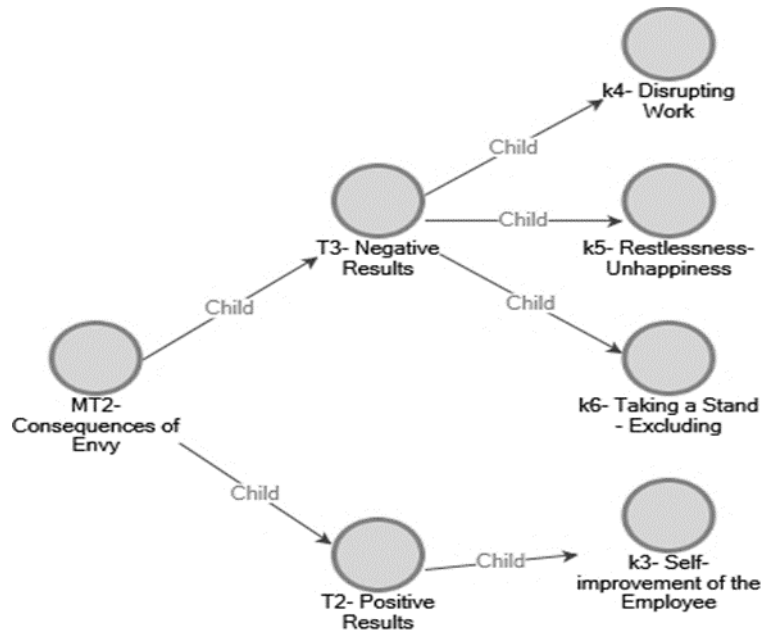 k4- Disrupting
Work
Child
T3- Negative
Results
Child
k5- Restlessness-
Unhappiness
Child
Child
MT2-
Consequences of
Envy
k6- Taking a Stand
- Excluding
Child
T2- Positive
Results
Child
k3- Self-
improvement of the
Employee